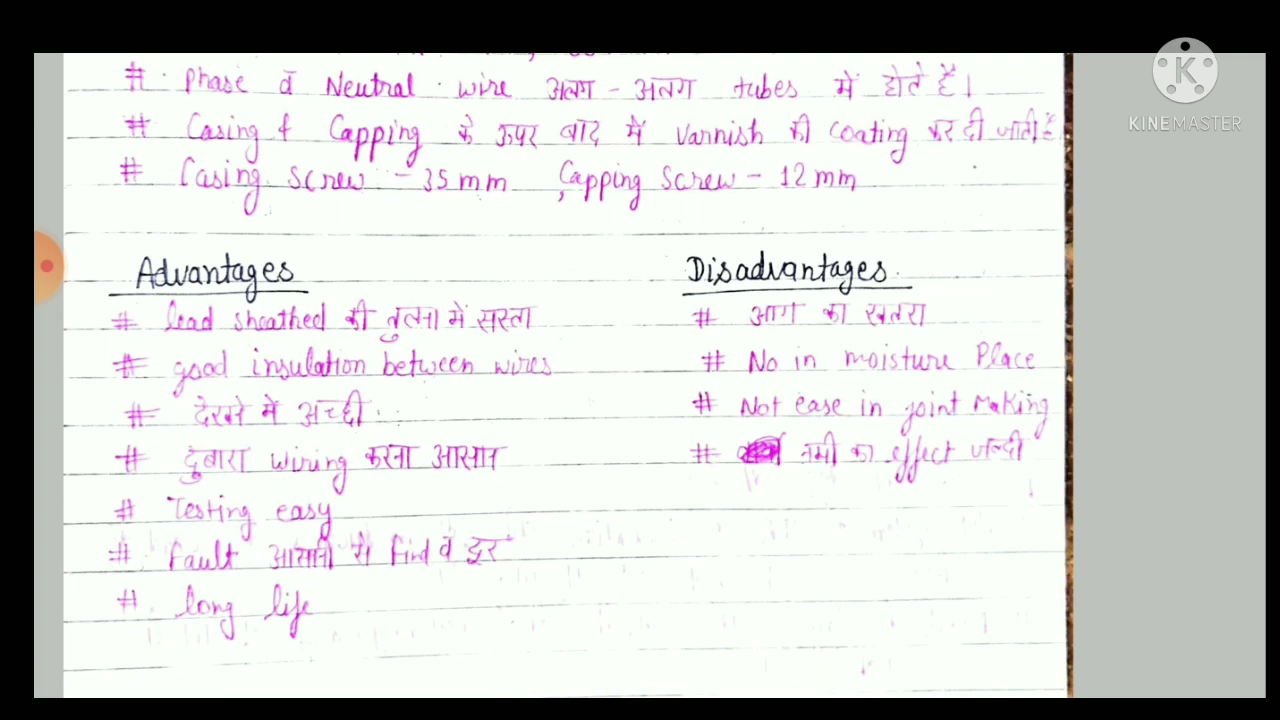 # Phase व Neutral wire अलग - अलग tubes में होते हैं।
# Casing & Capping के ऊपर बाद में varnish की coating कर दी जाती है
# Casing screw - 35 mm , Capping screw - 12 mm
Advantages
# lead sheathed की तुलना में सस्ता
# good insulation between wires
# देखने में अच्छी
# दुबारा wiring करना आसान
# Testing easy
# fault आसानी से find व दूर
# long life
Disadvantages
# आग का खतरा
# No in moisture Place
# Not ease in joint Making
# नमी का effect जल्दी
K
KINEMASTER